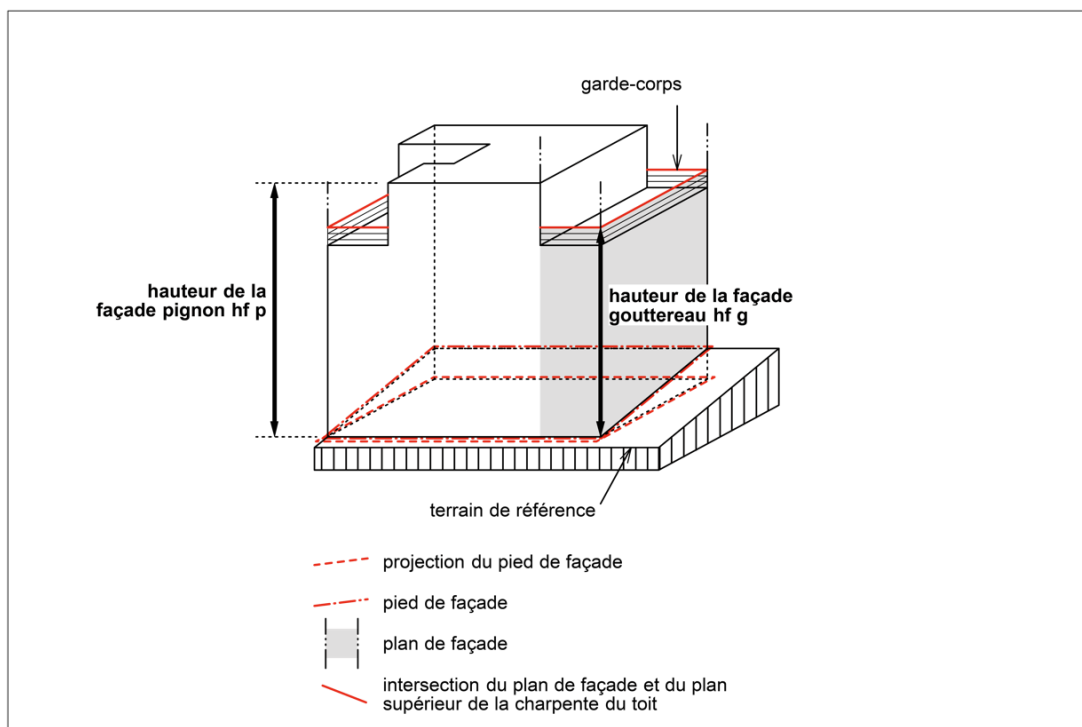 garde-corps
hauteur de la
façade pignon hf p
hauteur de la façade
gouttereau hf g
terrain de référence
projection du pied de façade
pied de façade
plan de façade
intersection du plan de façade et du plan
supérieur de la charpente du toit